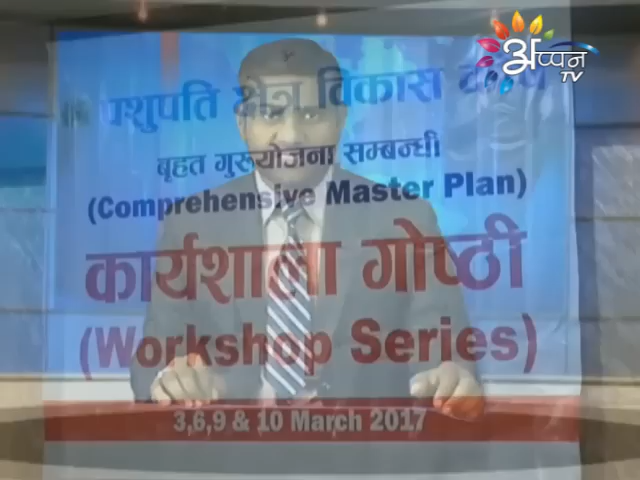 अप्पन
TV
पशुपति क्षेत्र विकास
बृहत गुरुयोजना सम्बन्धी
(Comprehensive Master Plan)
कार्यशाला गोष्ठी
(Workshop Series)
3,6,9 & 10 March 2017